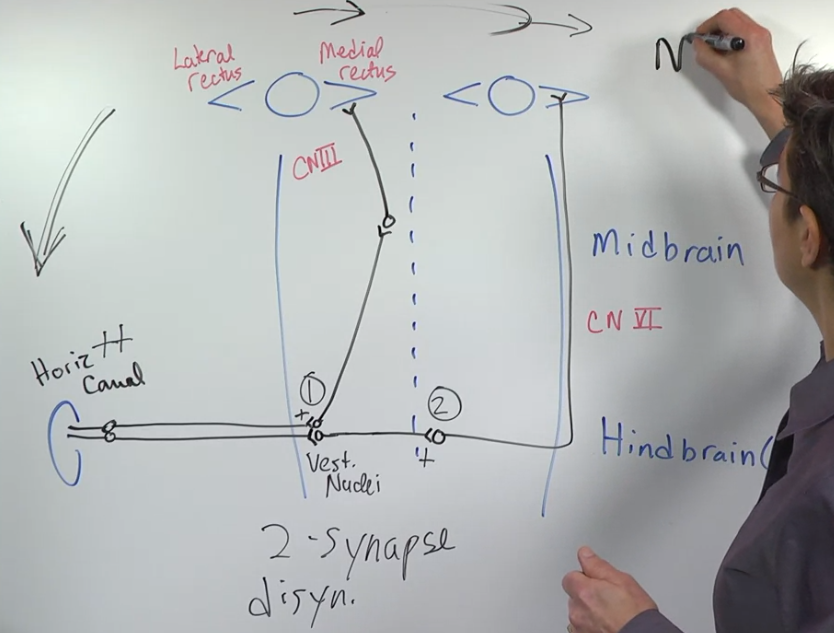 Lateral
rectus
Medial
rectus
N
CN III
Midbrain
CN VI
Horiz
Canal
H
1
2
+
+
Vest.
Nuclei
Hindbrain(
2-synapse
disyn.